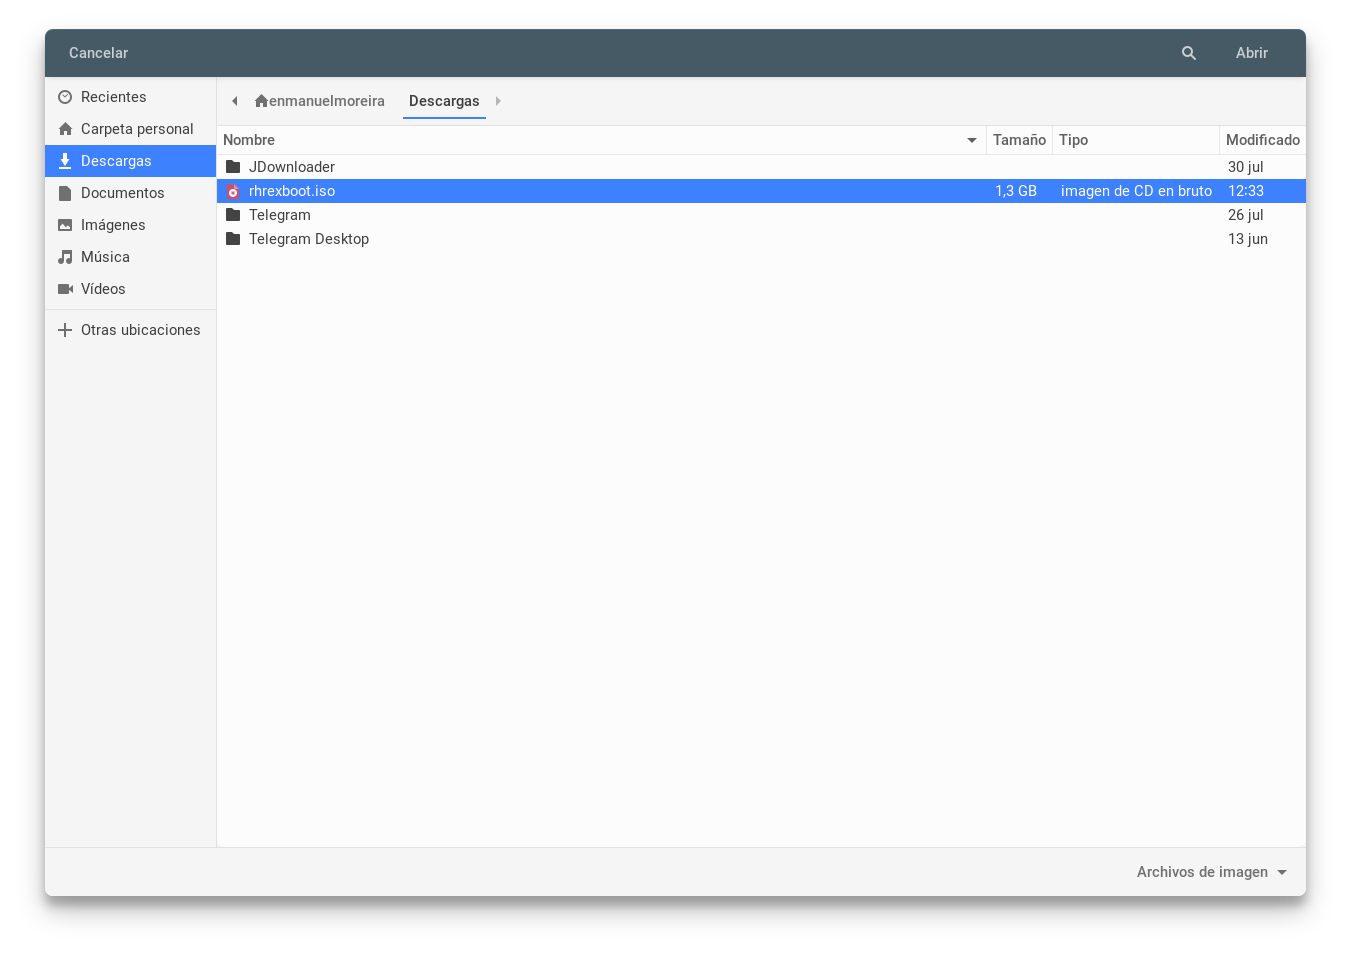 Cancelar Abrir
Recientes
Carpeta personal
Descargas
Documentos
Imágenes
Música
Vídeos
Otras ubicaciones
enmanuelmoreira Descargas
Nombre Tamaño Tipo Modificado
JDownloader 30 jul
rhrexboot.iso 1,3 GB imagen de CD en bruto 12:33
Telegram 26 jul
Telegram Desktop 13 jun
Archivos de imagen